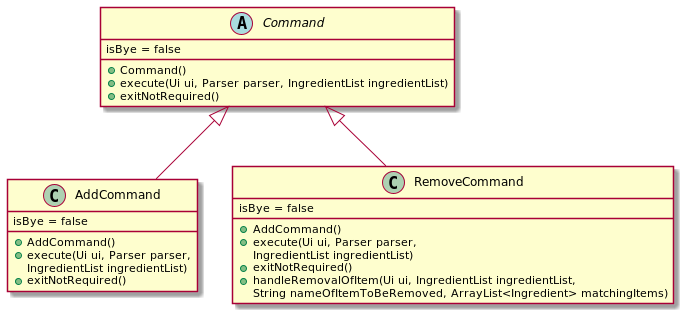 A Command
isBye = false
Command()
execute(Ui ui, Parser parser, IngredientList ingredientList)
exitNotRequired()
C AddCommand
isBye = false
AddCommand()
execute(Ui ui, Parser parser,
IngredientList ingredientList)
exitNotRequired()
C RemoveCommand
isBye = false
AddCommand()
execute(Ui ui, Parser parser,
IngredientList ingredientList)
exitNotRequired()
handleRemovalOfItem(Ui ui, IngredientList ingredientList,
String nameOfItemToBeRemoved, ArrayList<Ingredient> matchingItems)